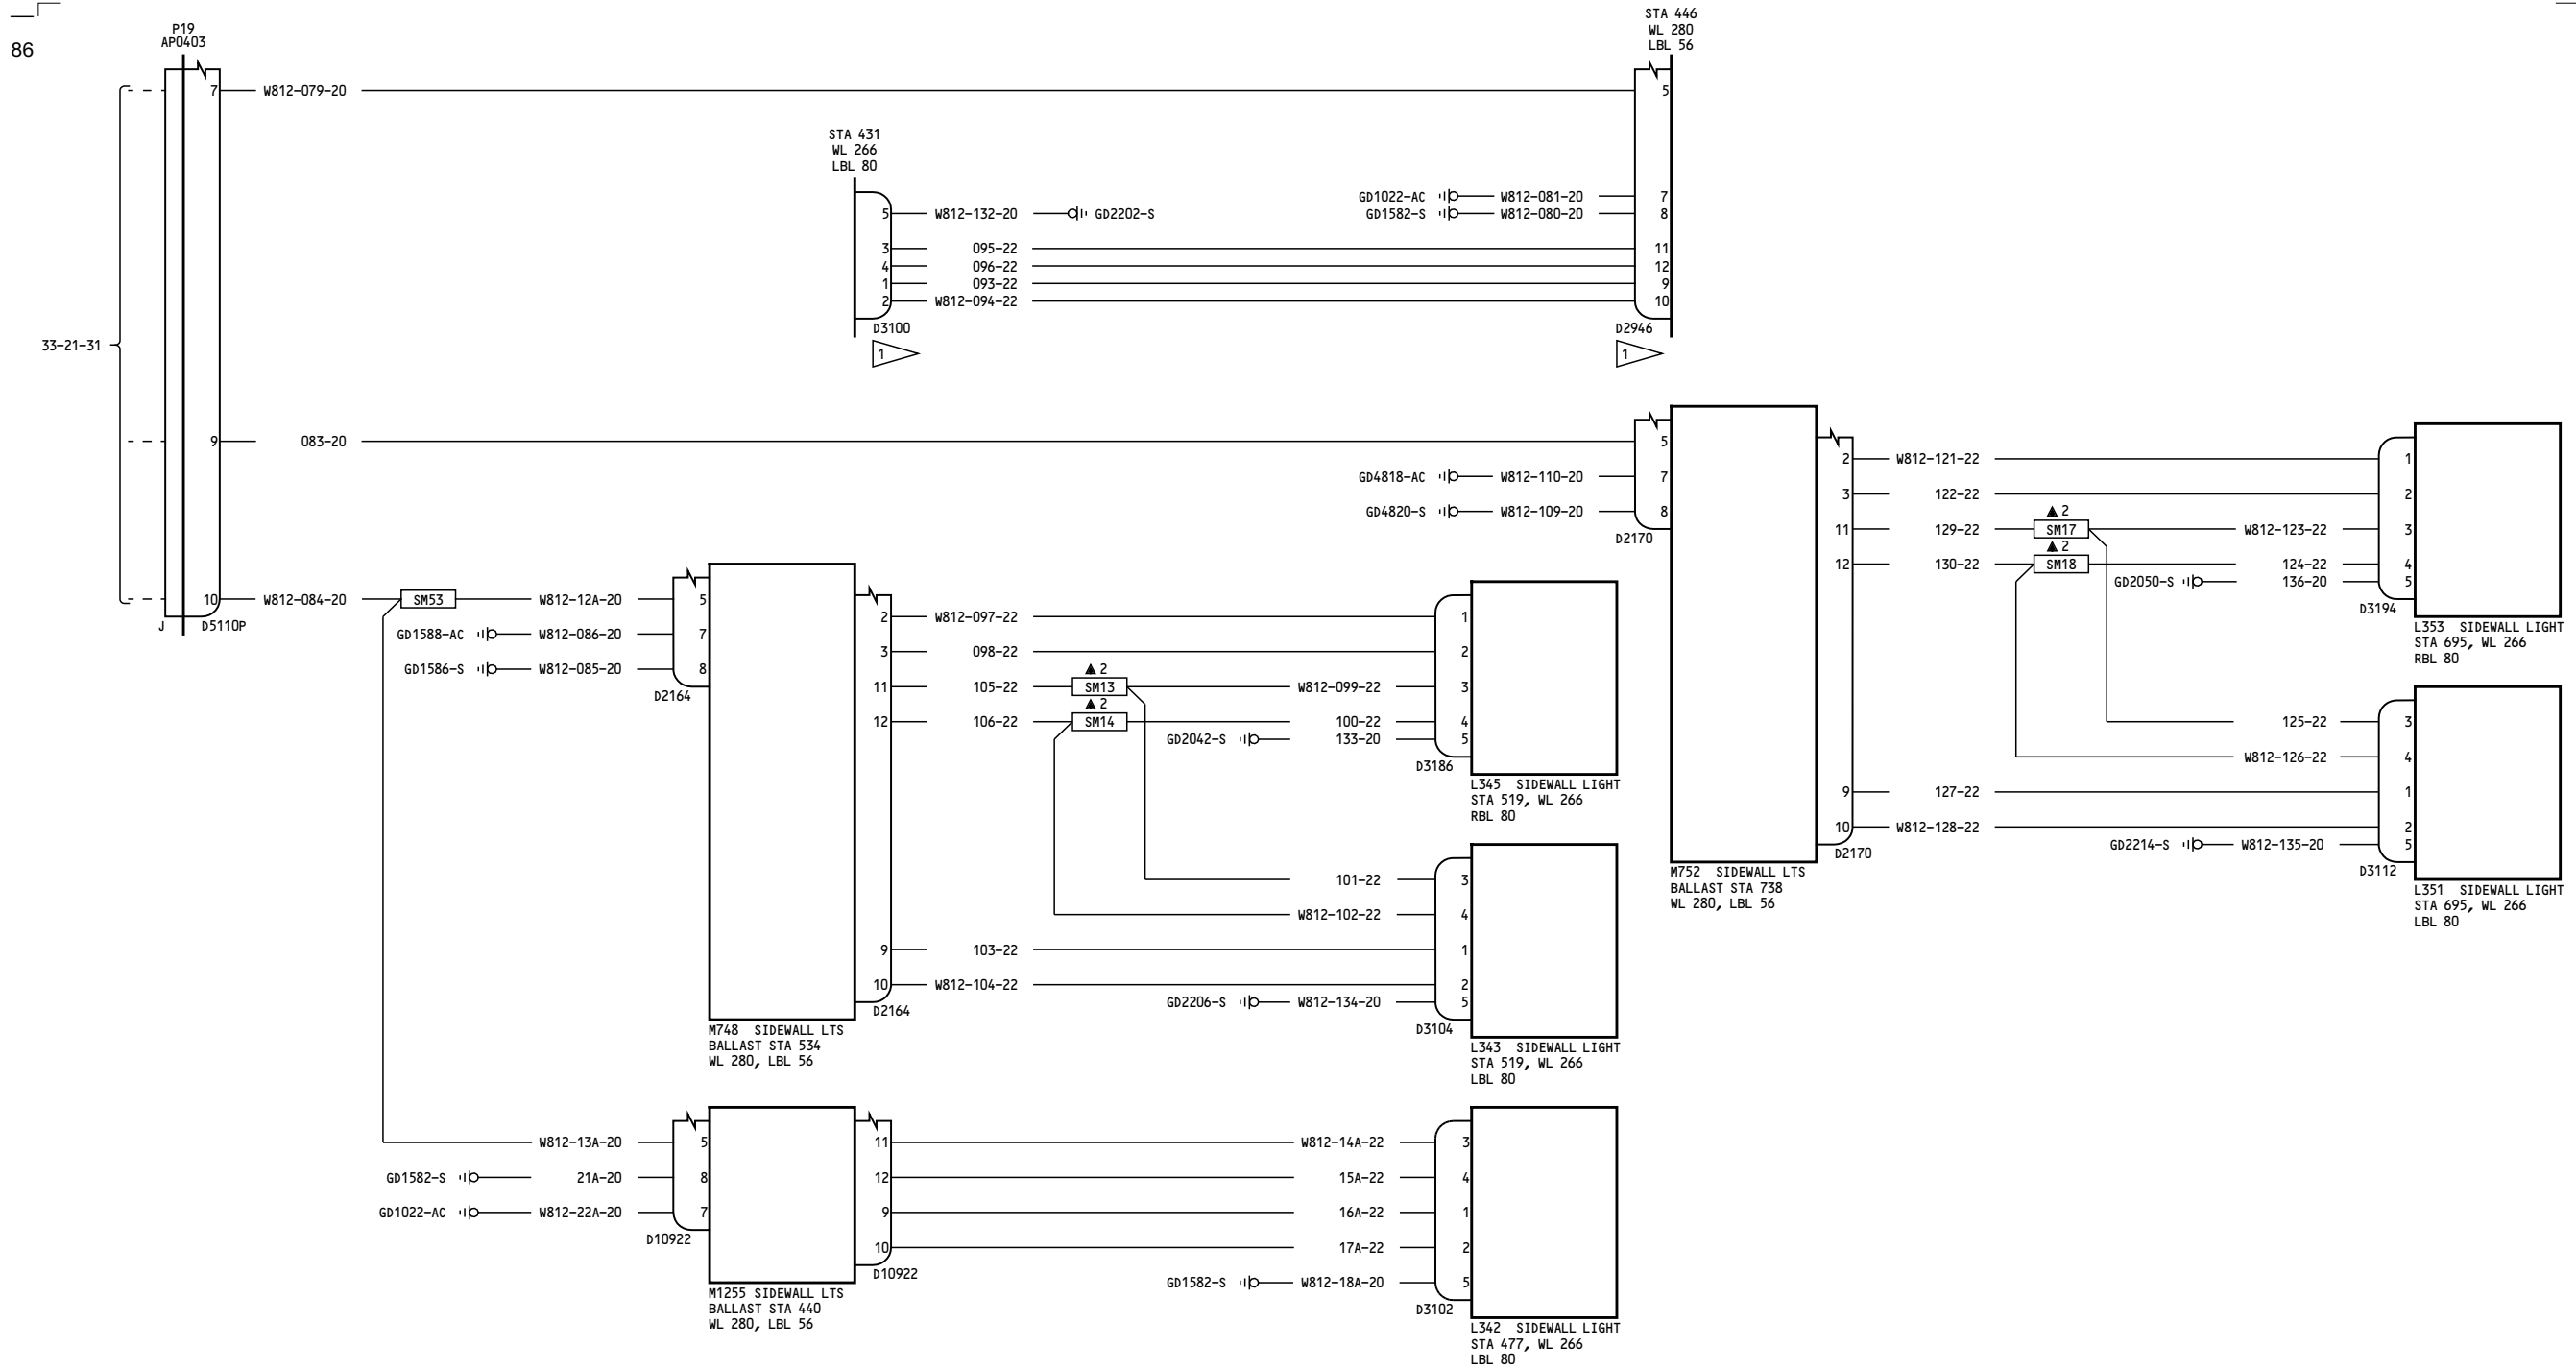 86
P19
AP0403
STA 446
WL 280
LBL 56
7 W812-079-20 5
STA 431
WL 266
LBL 80
GD1022-AC W812-081-20 7
5 W812-132-20 GD2202-S GD1582-S W812-080-20 8
3 095-22 11
4 096-22 12
1 093-22 9
2 W812-094-22 10
D3100 D2946
1 1
33-21-31
9 083-20 5
GD4818-AC W812-110-20 7
GD4820-S W812-109-20 8
D2170
2 W812-121-22 1
3 122-22 2
▲ 2
11 129-22 SM17 W812-123-22 3
▲ 2
12 130-22 SM18 124-22 4
GD2050-S 136-20 5
D3194
L353 SIDEWALL LIGHT
STA 695, WL 266
RBL 80
125-22 3
W812-126-22 4
9 127-22 1
10 W812-128-22 2
GD2214-S W812-135-20 5
D2170
D3112
M752 SIDEWALL LTS
BALLAST STA 738
WL 280, LBL 56
L351 SIDEWALL LIGHT
STA 695, WL 266
LBL 80
10 W812-084-20 SM53 W812-12A-20 5
J D5110P
GD1588-AC W812-086-20 7
GD1586-S W812-085-20 8
D2164
2 W812-097-22 1
3 098-22 2
▲ 2
11 105-22 SM13 W812-099-22 3
▲ 2
12 106-22 SM14 100-22 4
GD2042-S 133-20 5
D3186
L345 SIDEWALL LIGHT
STA 519, WL 266
RBL 80
101-22 3
W812-102-22 4
9 103-22 1
10 W812-104-22 2
GD2206-S W812-134-20 5
D2164
D3104
M748 SIDEWALL LTS
BALLAST STA 534
WL 280, LBL 56
L343 SIDEWALL LIGHT
STA 519, WL 266
LBL 80
W812-13A-20 5 11 W812-14A-22 3
GD1582-S 21A-20 8 12 15A-22 4
GD1022-AC W812-22A-20 7 9 16A-22 1
D10922
10 17A-22 2
D10922
GD1582-S W812-18A-20 5
D3102
M1255 SIDEWALL LTS
BALLAST STA 440
WL 280, LBL 56
L342 SIDEWALL LIGHT
STA 477, WL 266
LBL 80